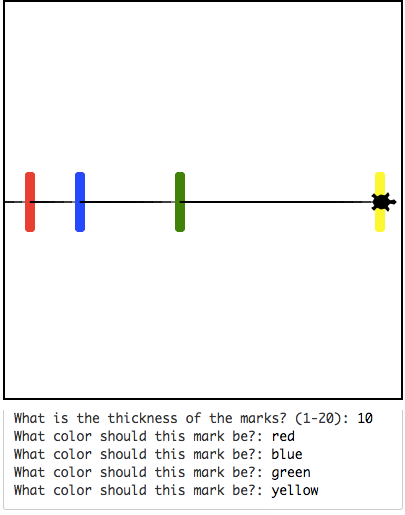 What is the thickness of the marks? (1-20): 10
What color should this mark be?: red
What color should this mark be?: blue
What color should this mark be?: green
What color should this mark be?: yellow